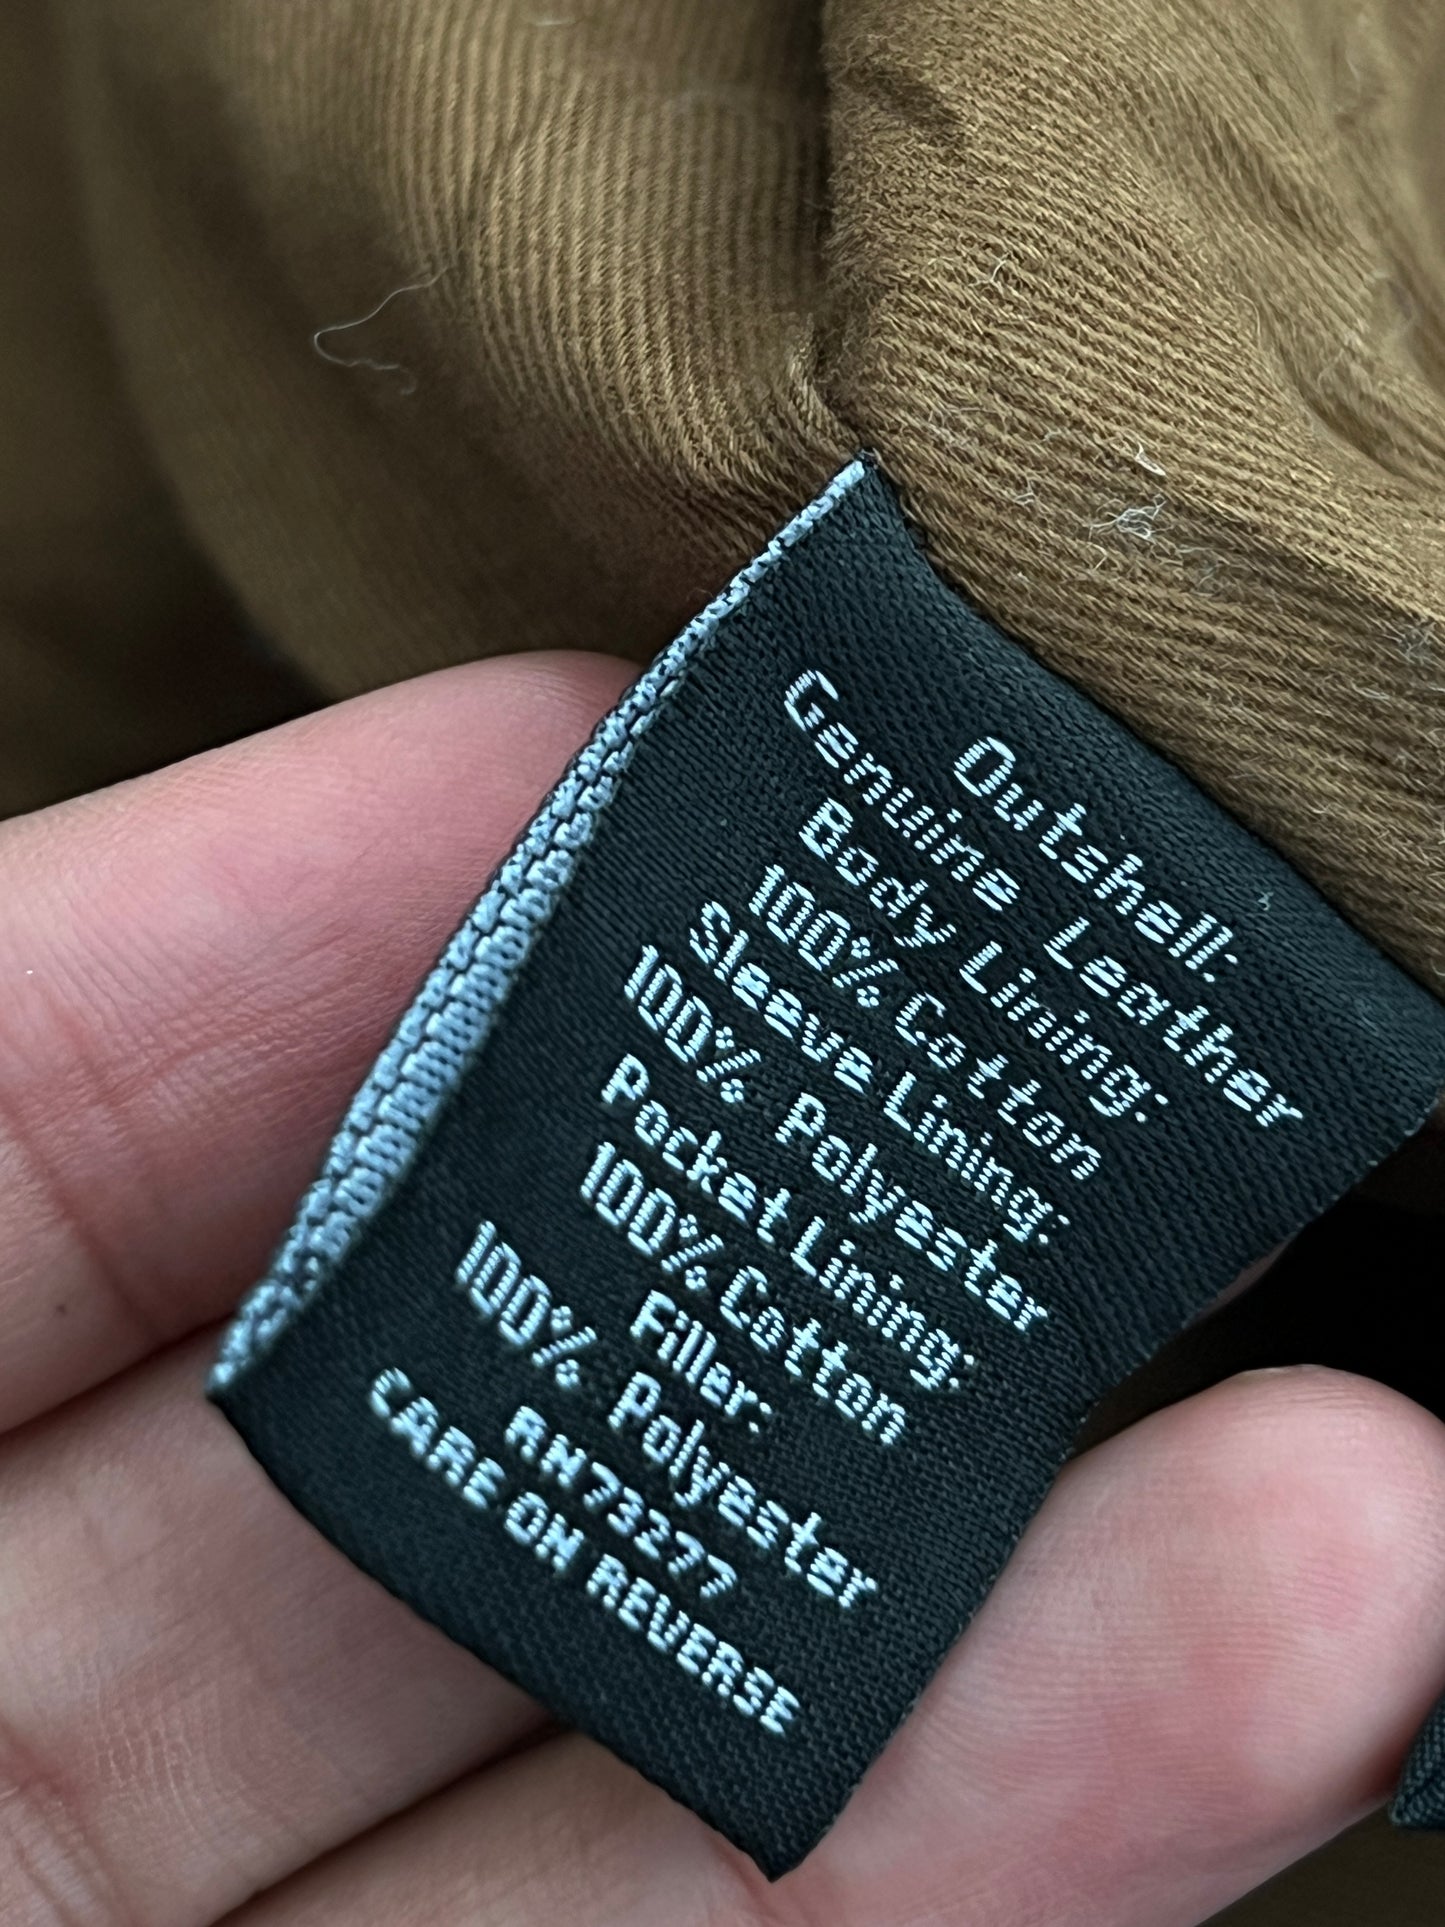 Outshell:
Genuine Leather
Body Lining:
100% Cotton
Sleeve Lining:
100% Polyester
Pocket Lining:
100% Cotton
Filler:
100% Polyester
RN73277
CARE ON REVERSE